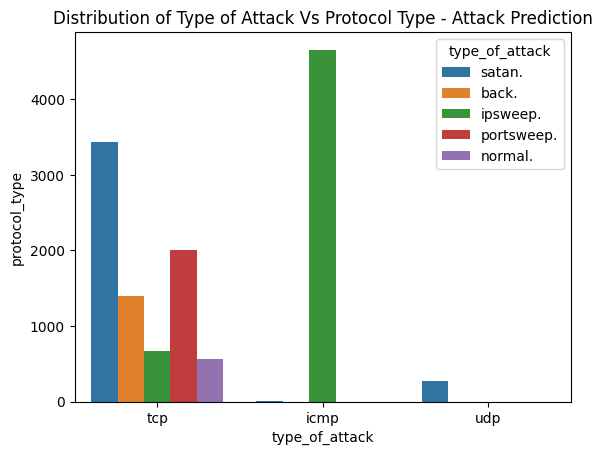 Distribution of Type of Attack Vs Protocol Type - Attack Prediction
type_of_attack
satan.
back.
ipsweep.
portsweep.
normal.
protocol_type
4000
3000
2000
1000
0
tcp
icmp
udp
type_of_attack